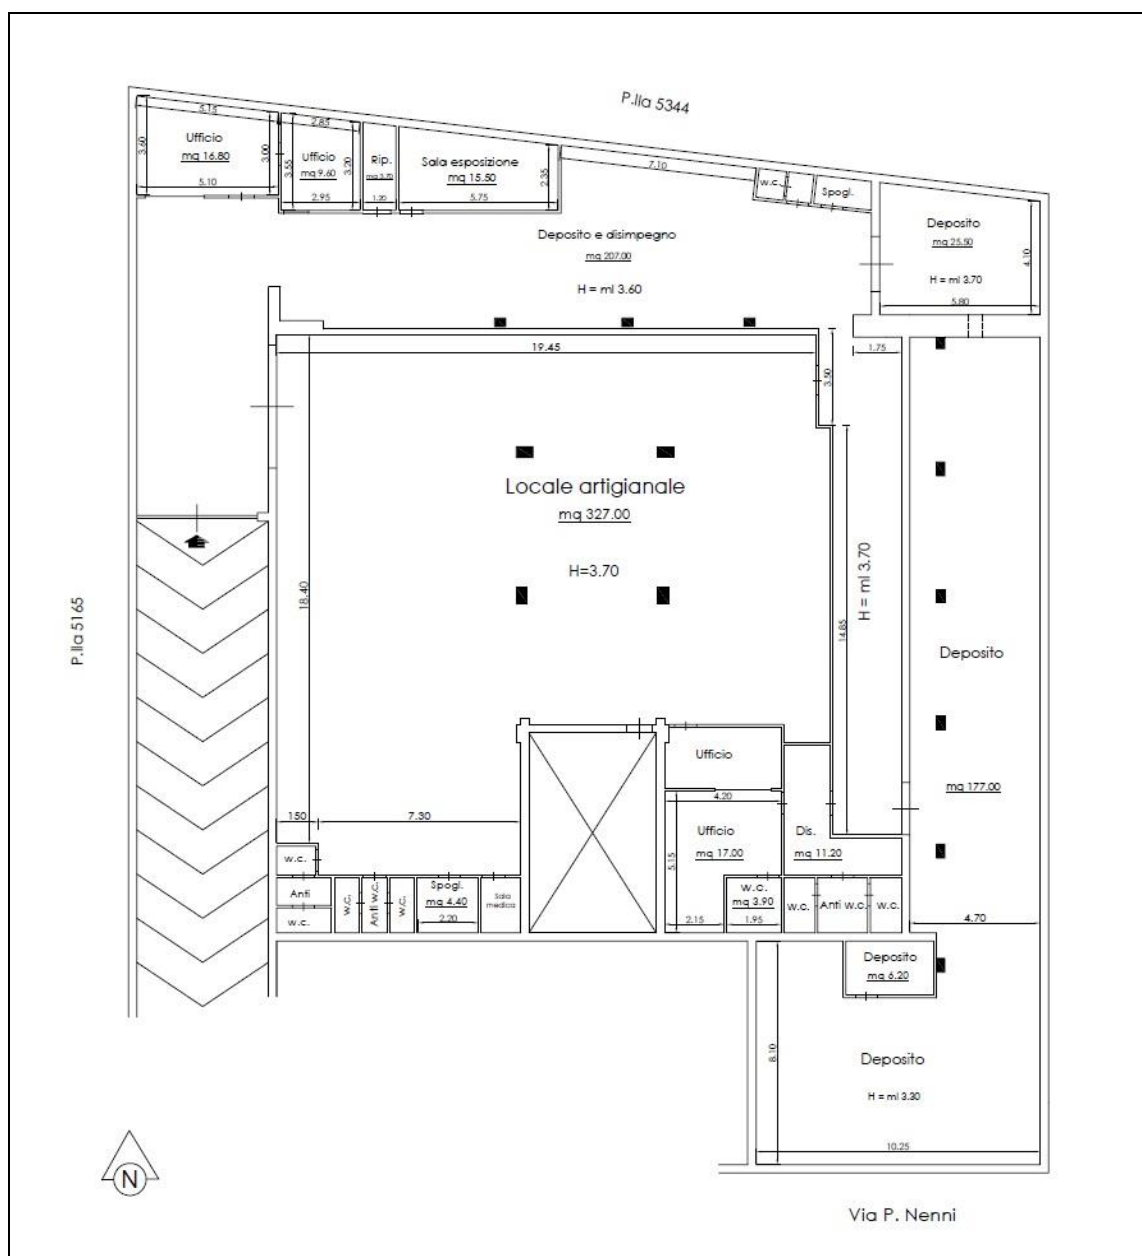 P.lla 5344
5.15
2.85
Ufficio
mq 16.80
3.60
3.00
5.10
3.55
Ufficio
mq 9.60
3.20
2.95
Rip.
mq 3.70
1.20
Sala esposizione
mq 15.50
5.75
2.35
7.10
w.c.
Spogl.
Deposito e disimpegno
mq 207.00
H = ml 3.60
Deposito
mq 25.50
H = ml 3.70
4.10
5.80
19.45
3.50
1.75
Locale artigianale
mq 327.00
H=3.70
18.40
14.85
H = ml 3.70
P.lla 5165
Deposito
mq 177.00
4.70
Ufficio
4.20
Ufficio
mq 17.00
5.15
2.15
Dis.
mq 11.20
w.c.
mq 3.90
1.95
w.c.
Anti w.c.
w.c.
150
7.30
w.c.
Anti
w.c.
w.c.
Anti w.c.
w.c.
Spogl.
mq 4.40
2.20
Sala
medica
Deposito
mq 6.20
8.10
Deposito
H = ml 3.30
10.25
N
Via P. Nenni